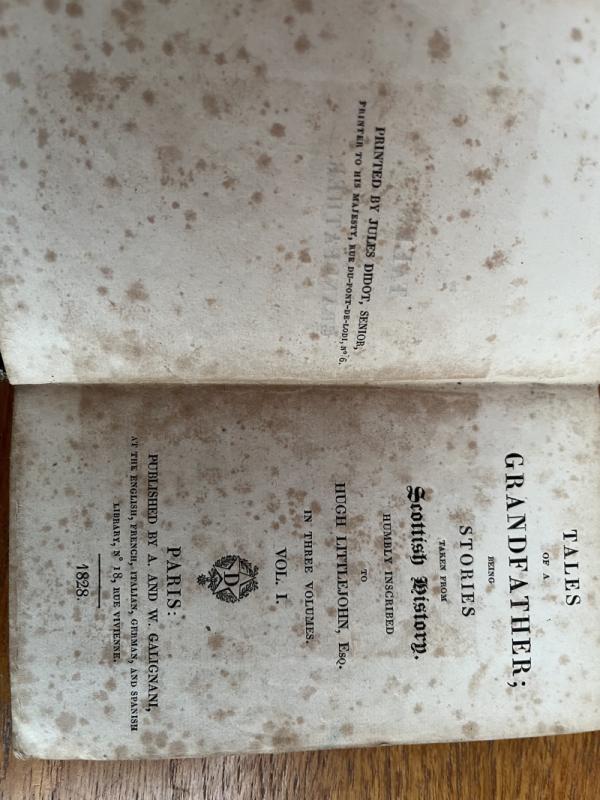 PRINTED BY JULES DIDOT, SENIOR,
PRINTER TO HIS MAJESTY, RUE DU-PONT-DE-LODI, Nº 6.
TALES
OF A
GRANDFATHER;
BEING
STORIES
TAKEN FROM
Scottish History.
HUMBLY INSCRIBED
TO
HUGH LITTLEJOHN, ESQ.
IN THREE VOLUMES.
VOL. I.
D
PARIS:
PUBLISHED BY A. AND W. GALIGNANI,
AT THE ENGLISH, FRENCH, ITALIAN, GERMAN, AND SPANISH
LIBRARY, Nº 18, RUE VIVIENNE.
1828.